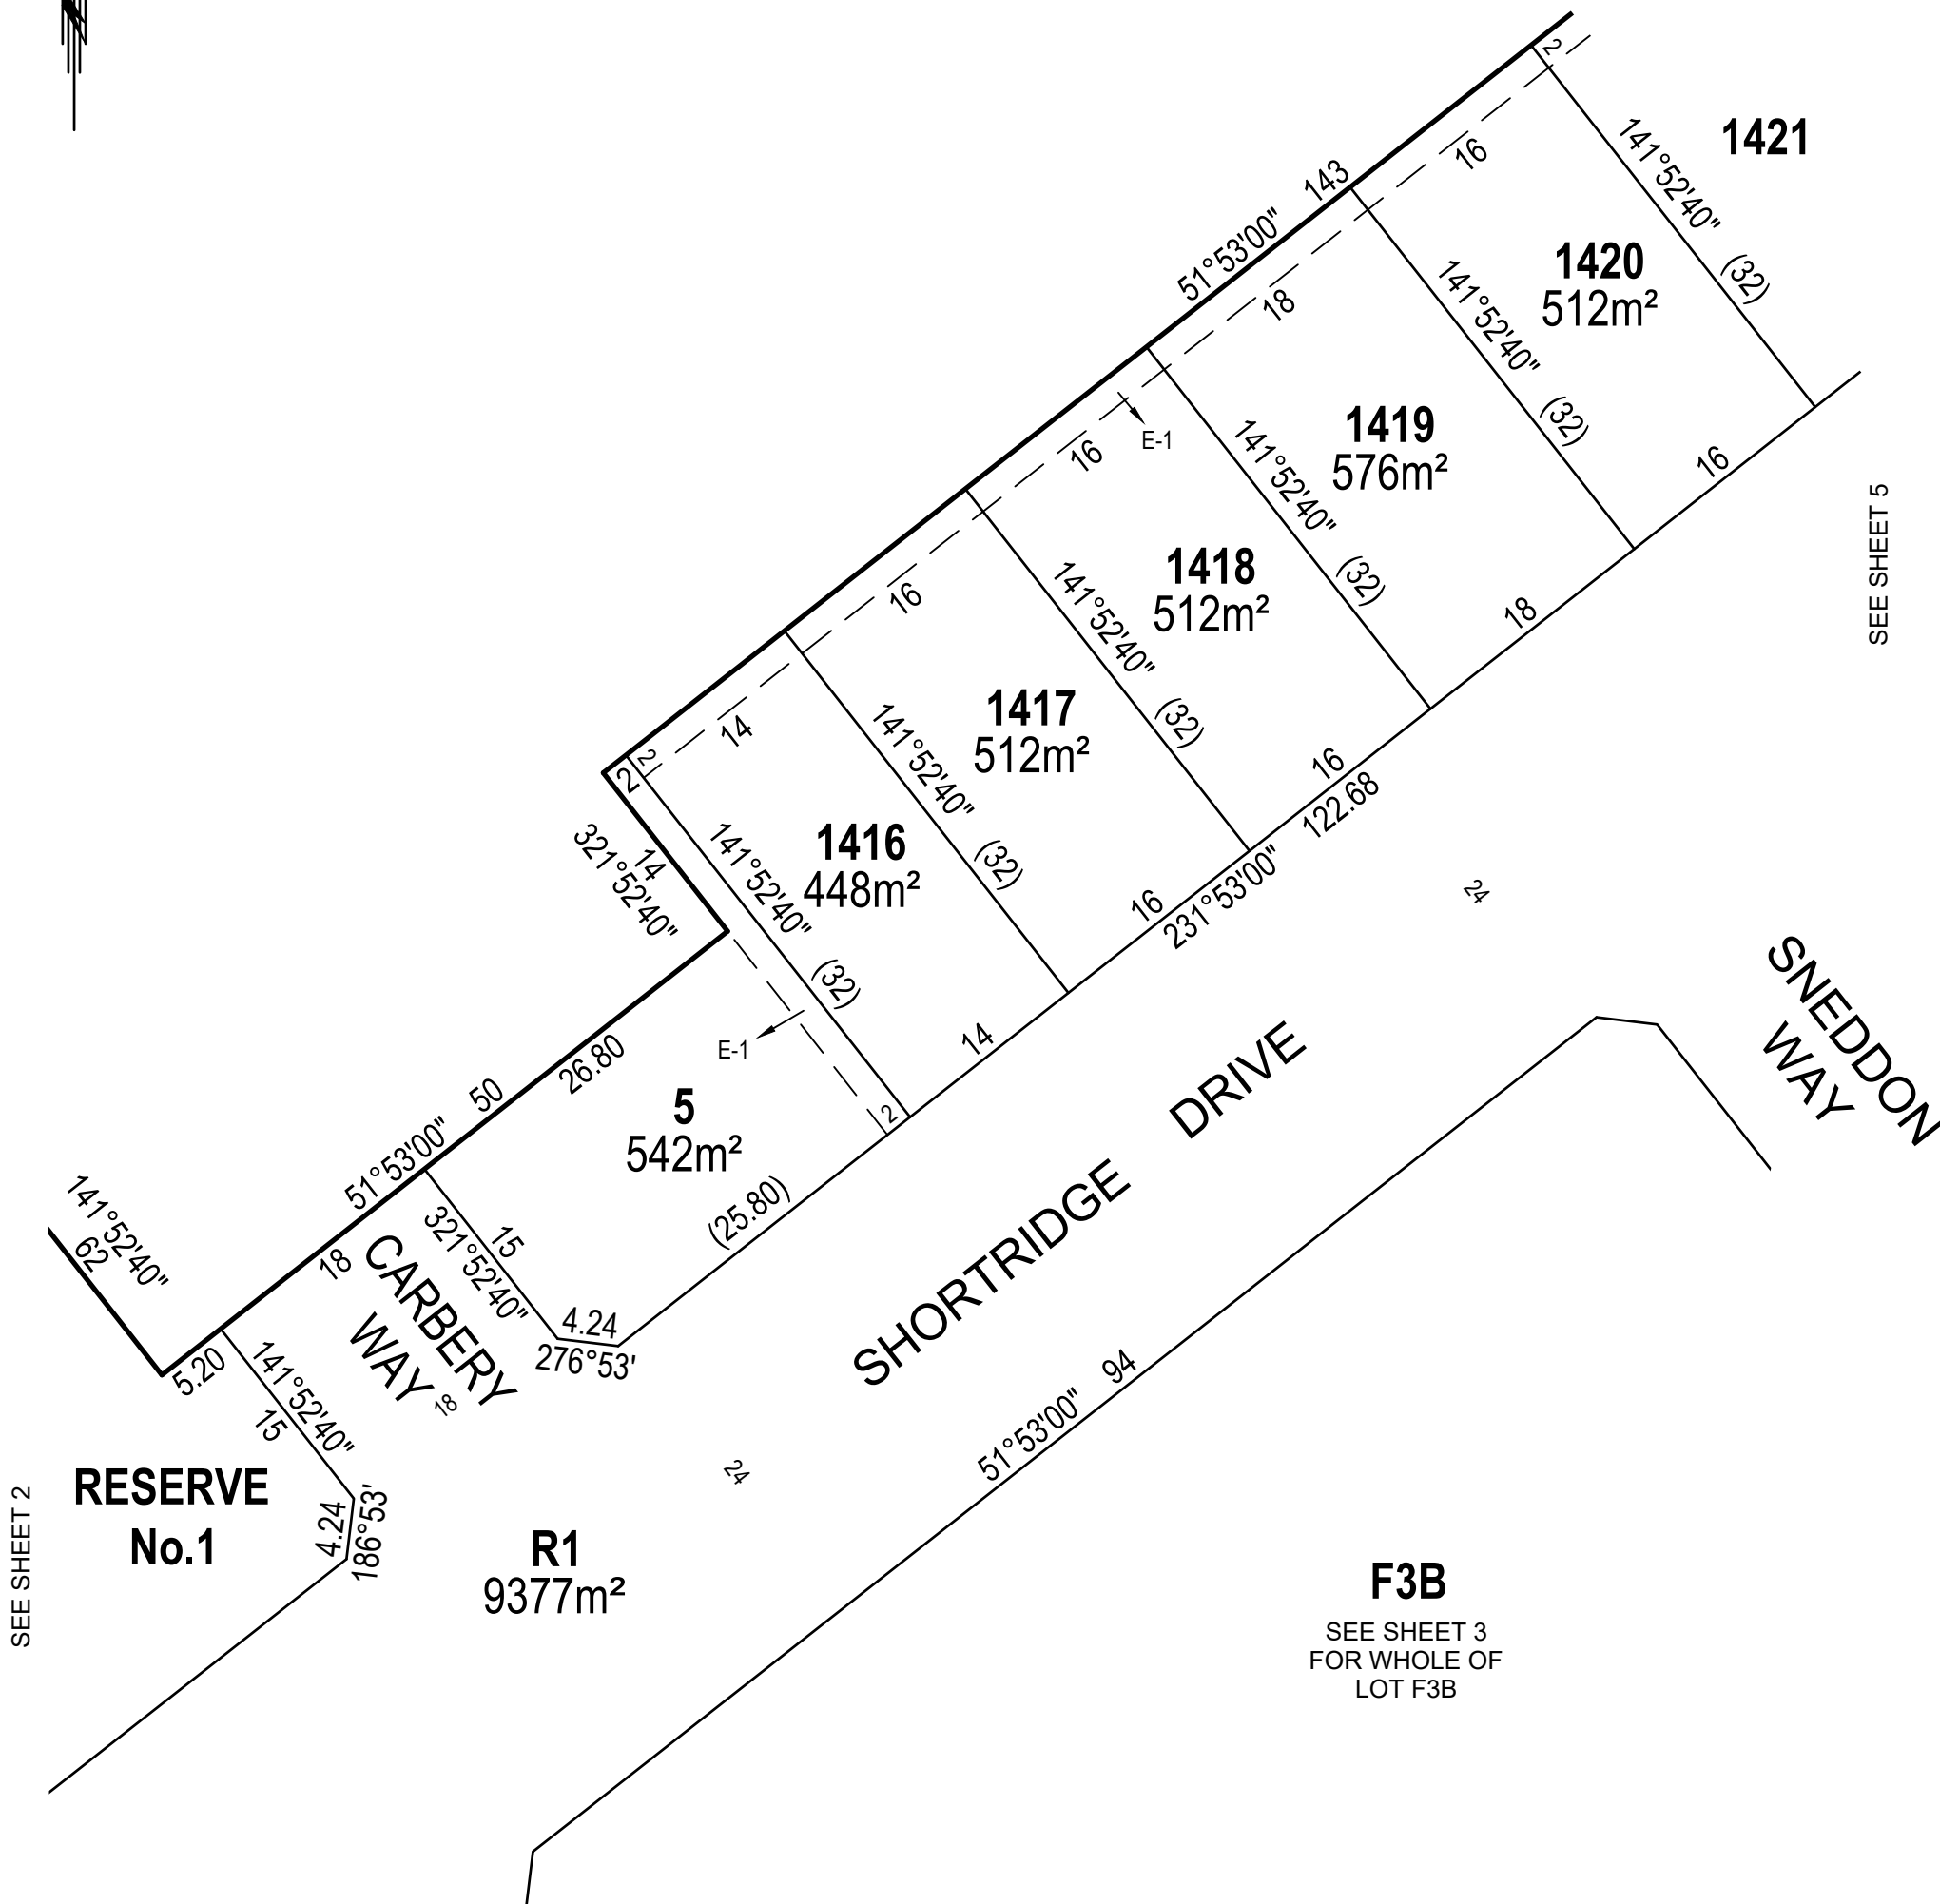 2
1421
141°52'40"
(32)
16
51°53'00" 143
1420
512m²
141°52'40"
(32)
16
18
1419
576m²
141°52'40"
(32)
18
E-1
16
1418
512m²
141°52'40"
(32)
16
122.68
16
1417
512m²
141°52'40"
(32)
16
231°53'00"
14
2
2
1416
448m²
141°52'40"
(32)
14
14
321°52'40"
E-1
26.80
5
542m²
2
(25.80)
51°53'00" 50
15
321°52'40"
4.24
276°53'
141°52'40"
62
18
5.20
CARBERY
WAY
18
141°52'40"
15
4.24
186°53'
RESERVE
No.1
R1
9377m²
24
24
SHORTRIDGE DRIVE
SNEDDON
WAY
51°53'00" 94
F3B
SEE SHEET 3
FOR WHOLE OF
LOT F3B
SEE SHEET 2
SEE SHEET 5